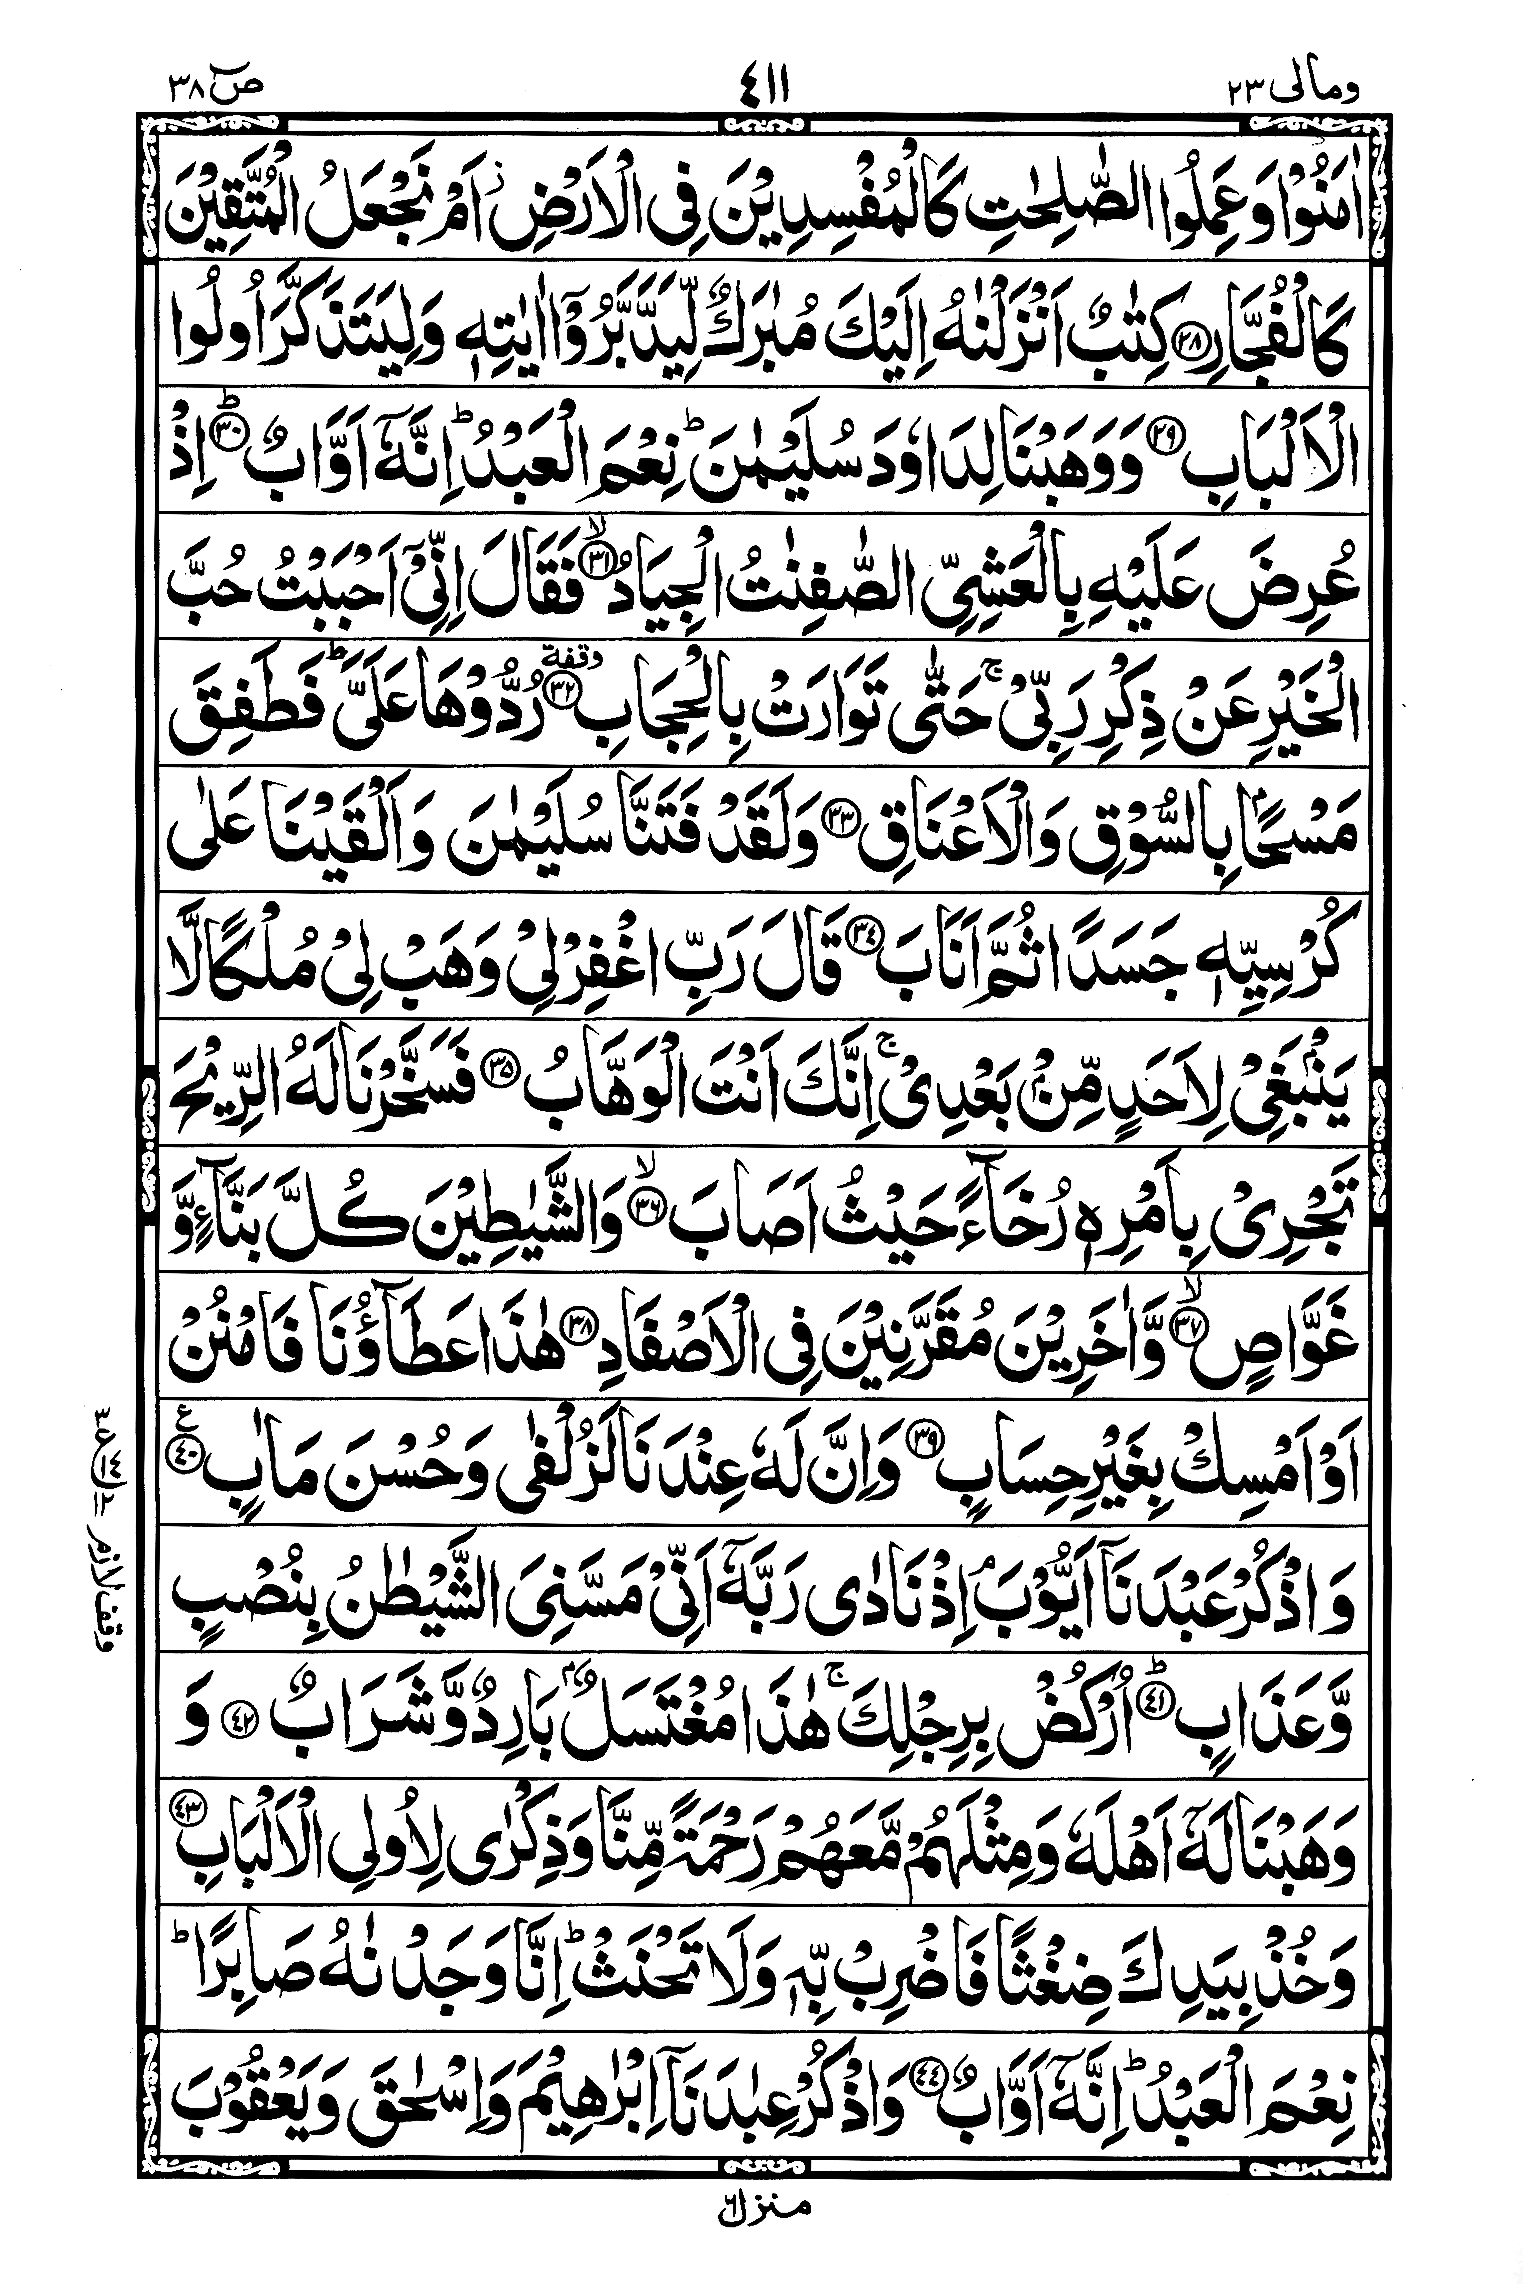 ومالی ٢٣ ٤١١ صٓ ٣٨
اٰمَنُوْا وَعَمِلُوا الصّٰلِحٰتِ كَالْمُفْسِدِيْنَ فِى الْاَرْضِ ز اَمْ نَجْعَلُ الْمُتَّقِيْنَ
كَالْفُجَّارِ ﴿٢٨﴾ كِتٰبٌ اَنْزَلْنٰهُ اِلَيْكَ مُبٰرَكٌ لِّيَدَّبَّرُوْٓا اٰيٰتِهٖ وَلِيَتَذَكَّرَ اُولُوا
الْاَلْبَابِ ﴿٢٩﴾ وَوَهَبْنَا لِدَاوٗدَ سُلَيْمٰنَ ؕ نِعْمَ الْعَبْدُ ؕ اِنَّهٗٓ اَوَّابٌ ؕ ﴿٣٠﴾ اِذْ
عُرِضَ عَلَيْهِ بِالْعَشِىِّ الصّٰفِنٰتُ الْجِيَادُ ۙ ﴿٣١﴾ فَقَالَ اِنِّىْٓ اَحْبَبْتُ حُبَّ
الْخَيْرِ عَنْ ذِكْرِ رَبِّىْ ۚ حَتّٰى تَوَارَتْ بِالْحِجَابِ ﴿٣٢﴾ وقفة رُدُّوْهَا عَلَىَّ ؕ فَطَفِقَ
مَسْحًۢا بِالسُّوْقِ وَالْاَعْنَاقِ ﴿٣٣﴾ وَلَقَدْ فَتَنَّا سُلَيْمٰنَ وَاَلْقَيْنَا عَلٰى
كُرْسِيِّهٖ جَسَدًا ثُمَّ اَنَابَ ﴿٣٤﴾ قَالَ رَبِّ اغْفِرْ لِىْ وَهَبْ لِىْ مُلْكًا لَّا
يَنْۢبَغِىْ لِاَحَدٍ مِّنْۢ بَعْدِىْ ۚ اِنَّكَ اَنْتَ الْوَهَّابُ ﴿٣٥﴾ فَسَخَّرْنَا لَهُ الرِّيْحَ
تَجْرِىْ بِاَمْرِهٖ رُخَآءً حَيْثُ اَصَابَ ۙ ﴿٣٦﴾ وَالشَّيٰطِيْنَ كُلَّ بَنَّآءٍ وَّ
غَوَّاصٍ ۙ ﴿٣٧﴾ وَّاٰخَرِيْنَ مُقَرَّنِيْنَ فِى الْاَصْفَادِ ﴿٣٨﴾ هٰذَا عَطَآؤُنَا فَامْنُنْ
اَوْ اَمْسِكْ بِغَيْرِ حِسَابٍ ﴿٣٩﴾ وَاِنَّ لَهٗ عِنْدَنَا لَزُلْفٰى وَحُسْنَ مَاٰبٍ ع ﴿٤٠﴾
وَاذْكُرْ عَبْدَنَآ اَيُّوْبَ ۘ اِذْ نَادٰى رَبَّهٗٓ اَنِّىْ مَسَّنِىَ الشَّيْطٰنُ بِنُصْبٍ
وَّعَذَابٍ ؕ ﴿٤١﴾ اُرْكُضْ بِرِجْلِكَ ۚ هٰذَا مُغْتَسَلٌۢ بَارِدٌ وَّشَرَابٌ ﴿٤٢﴾ وَ
وَهَبْنَا لَهٗٓ اَهْلَهٗ وَمِثْلَهُمْ مَّعَهُمْ رَحْمَةً مِّنَّا وَذِكْرٰى لِاُولِى الْاَلْبَابِ ﴿٤٣﴾
وَخُذْ بِيَدِكَ ضِغْثًا فَاضْرِبْ بِّهٖ وَلَا تَحْنَثْ ؕ اِنَّا وَجَدْنٰهُ صَابِرًا ؕ
نِعْمَ الْعَبْدُ ؕ اِنَّهٗٓ اَوَّابٌ ﴿٤٤﴾ وَاذْكُرْ عِبٰدَنَآ اِبْرٰهِيْمَ وَاِسْحٰقَ وَيَعْقُوْبَ
وقف لازم
منزل ٦